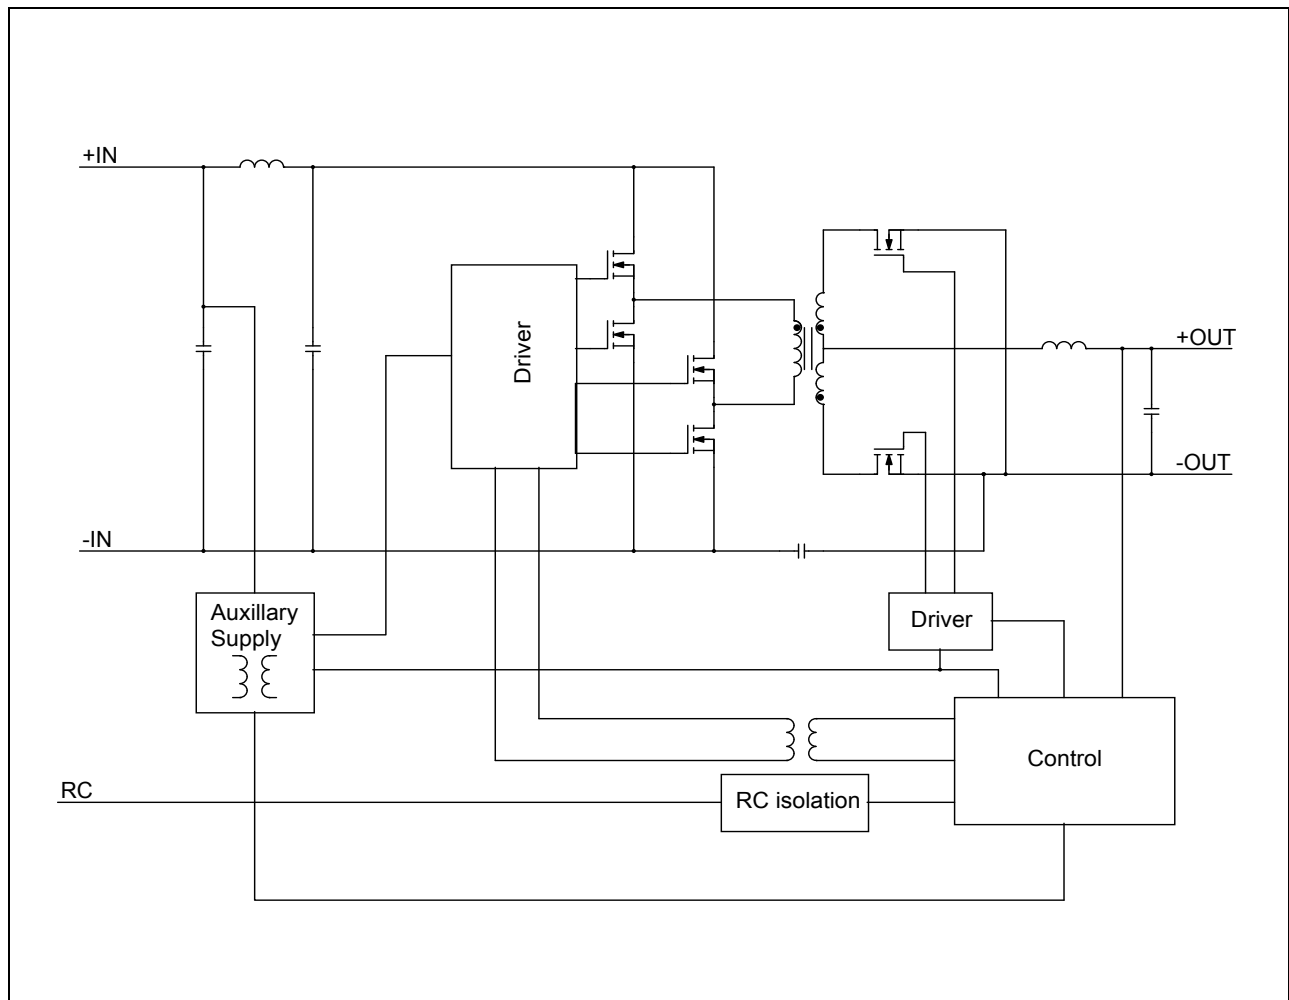 +IN
+OUT
Driver
-OUT
-IN
Auxillary
Supply
Driver
Control
RC
RC isolation